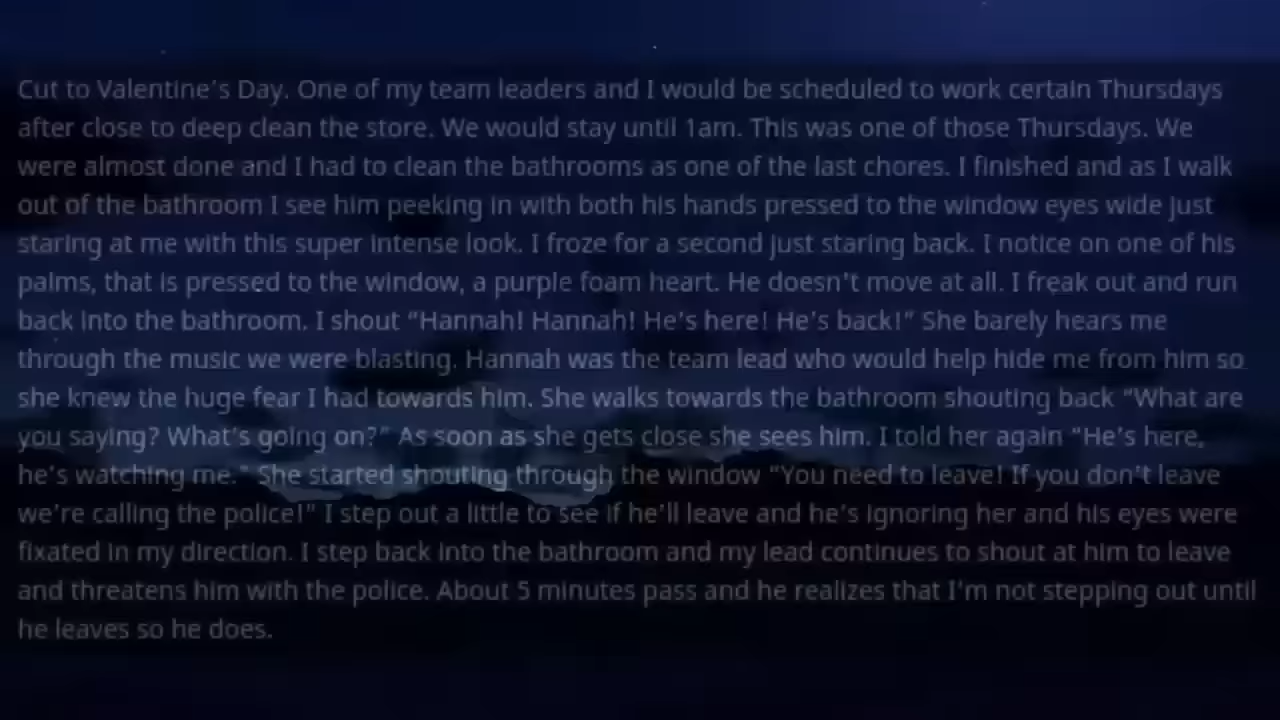 Cut to Valentine's Day. One of my team leaders and I would be scheduled to work certain Thursdays
after close to deep clean the store. We would stay until 1am. This was one of those Thursdays. We
were almost done and I had to clean the bathrooms as one of the last chores. I finished and as I walk
out of the bathroom I see him peeking in with both his hands pressed to the window eyes wide just
staring at me with this super intense look. I froze for a second just staring back. I notice on one of his
palms, that is pressed to the window, a purple foam heart. He doesn't move at all. I freak out and run
back into the bathroom. I shout “Hannah! Hannah! He's here! He's back!” She barely hears me
through the music we were blasting. Hannah was the team lead who would help hide me from him so
she knew the huge fear I had towards him. She walks towards the bathroom shouting back “What are
you saying? What's going on?” As soon as she gets close she sees him. I told her again “He's here,
he's watching me.” She started shouting through the window “You need to leave! If you don't leave
we're calling the police!” I step out a little to see if he'll leave and he's ignoring her and his eyes were
fixated in my direction. I step back into the bathroom and my lead continues to shout at him to leave
and threatens him with the police. About 5 minutes pass and he realizes that I'm not stepping out until
he leaves so he does.